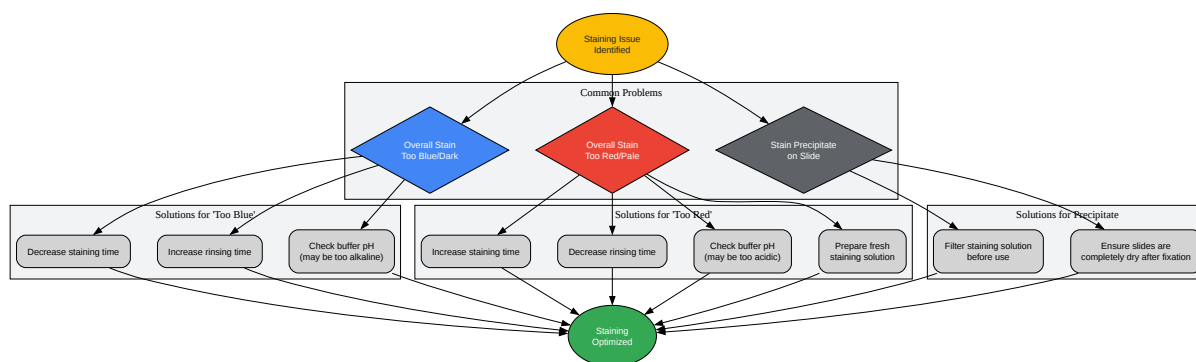 Staining Issue
Identified
Common Problems
Overall Stain
Too Blue/Dark
Overall Stain
Too Red/Pale
Stain Precipitate
on Slide
Solutions for 'Too Blue'
Decrease staining time
Increase rinsing time
Check buffer pH
(may be too alkaline)
Solutions for 'Too Red'
Increase staining time
Decrease rinsing time
Check buffer pH
(may be too acidic)
Prepare fresh
staining solution
Solutions for Precipitate
Filter staining solution
before use
Ensure slides are
completely dry after fixation
Staining
Optimized